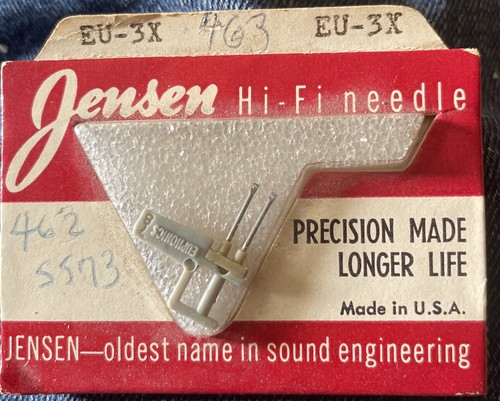 EU-3X 463 EU-3X
Jensen Hi-Fi needle
EUPHONICS
462
5573
PRECISION MADE
LONGER LIFE
Made in U.S.A.
JENSEN—oldest name in sound engineering